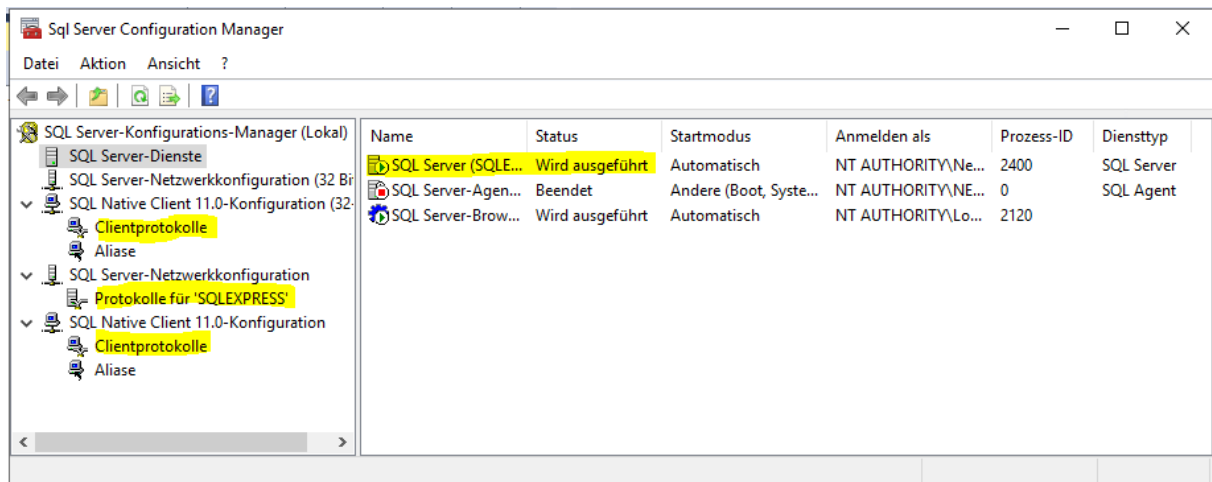 Sql Server Configuration Manager
Datei Aktion Ansicht ?
SQL Server-Konfigurations-Manager (Lokal)
SQL Server-Dienste
SQL Server-Netzwerkkonfiguration (32 Bi
SQL Native Client 11.0-Konfiguration (32-
Clientprotokolle
Aliase
SQL Server-Netzwerkkonfiguration
Protokolle für 'SQLEXPRESS'
SQL Native Client 11.0-Konfiguration
Clientprotokolle
Aliase
Name Status Startmodus Anmelden als Prozess-ID Diensttyp
SQL Server (SQLE... Wird ausgeführt Automatisch NT AUTHORITY\Ne... 2400 SQL Server
SQL Server-Agen... Beendet Andere (Boot, Syste... NT AUTHORITY\NE... 0 SQL Agent
SQL Server-Brow... Wird ausgeführt Automatisch NT AUTHORITY\Lo... 2120